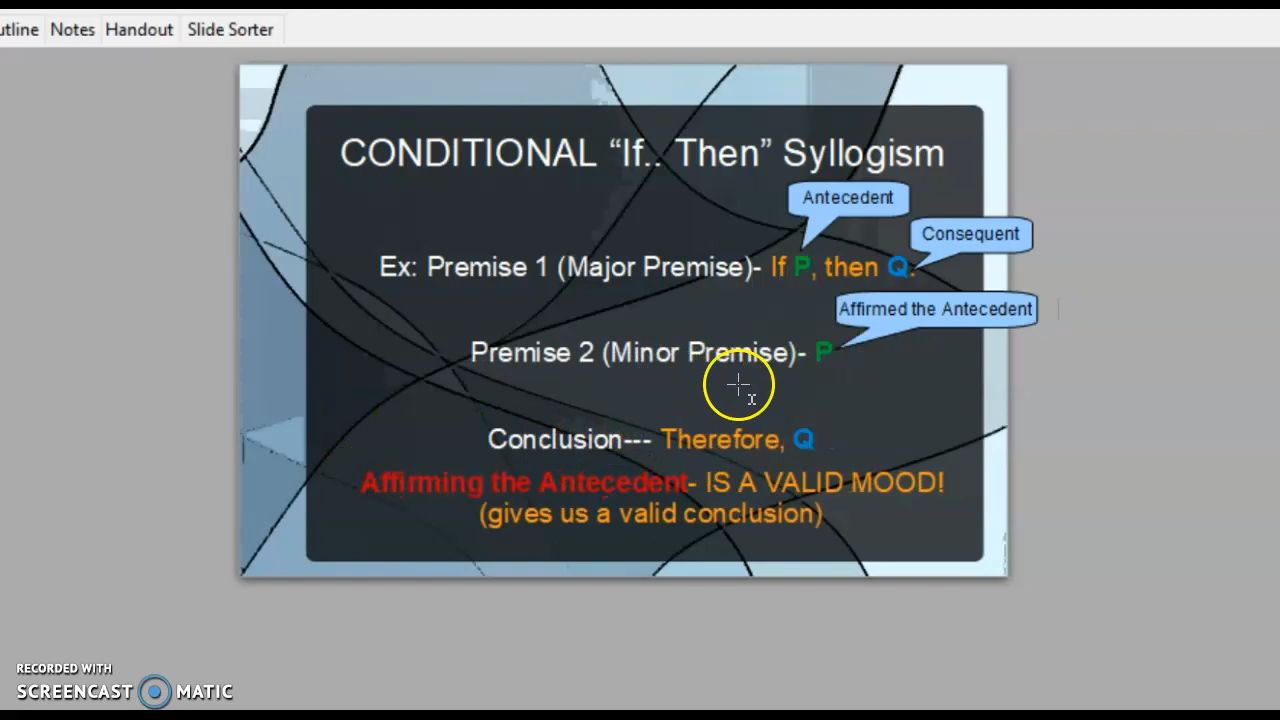 utline Notes Handout Slide Sorter
CONDITIONAL “If.. Then” Syllogism
Antecedent
Consequent
Ex: Premise 1 (Major Premise)- If P, then Q.
Affirmed the Antecedent
Premise 2 (Minor Premise)- P
Conclusion--- Therefore, Q
Affirming the Antecedent- IS A VALID MOOD!
(gives us a valid conclusion)
RECORDED WITH
SCREENCAST MATIC